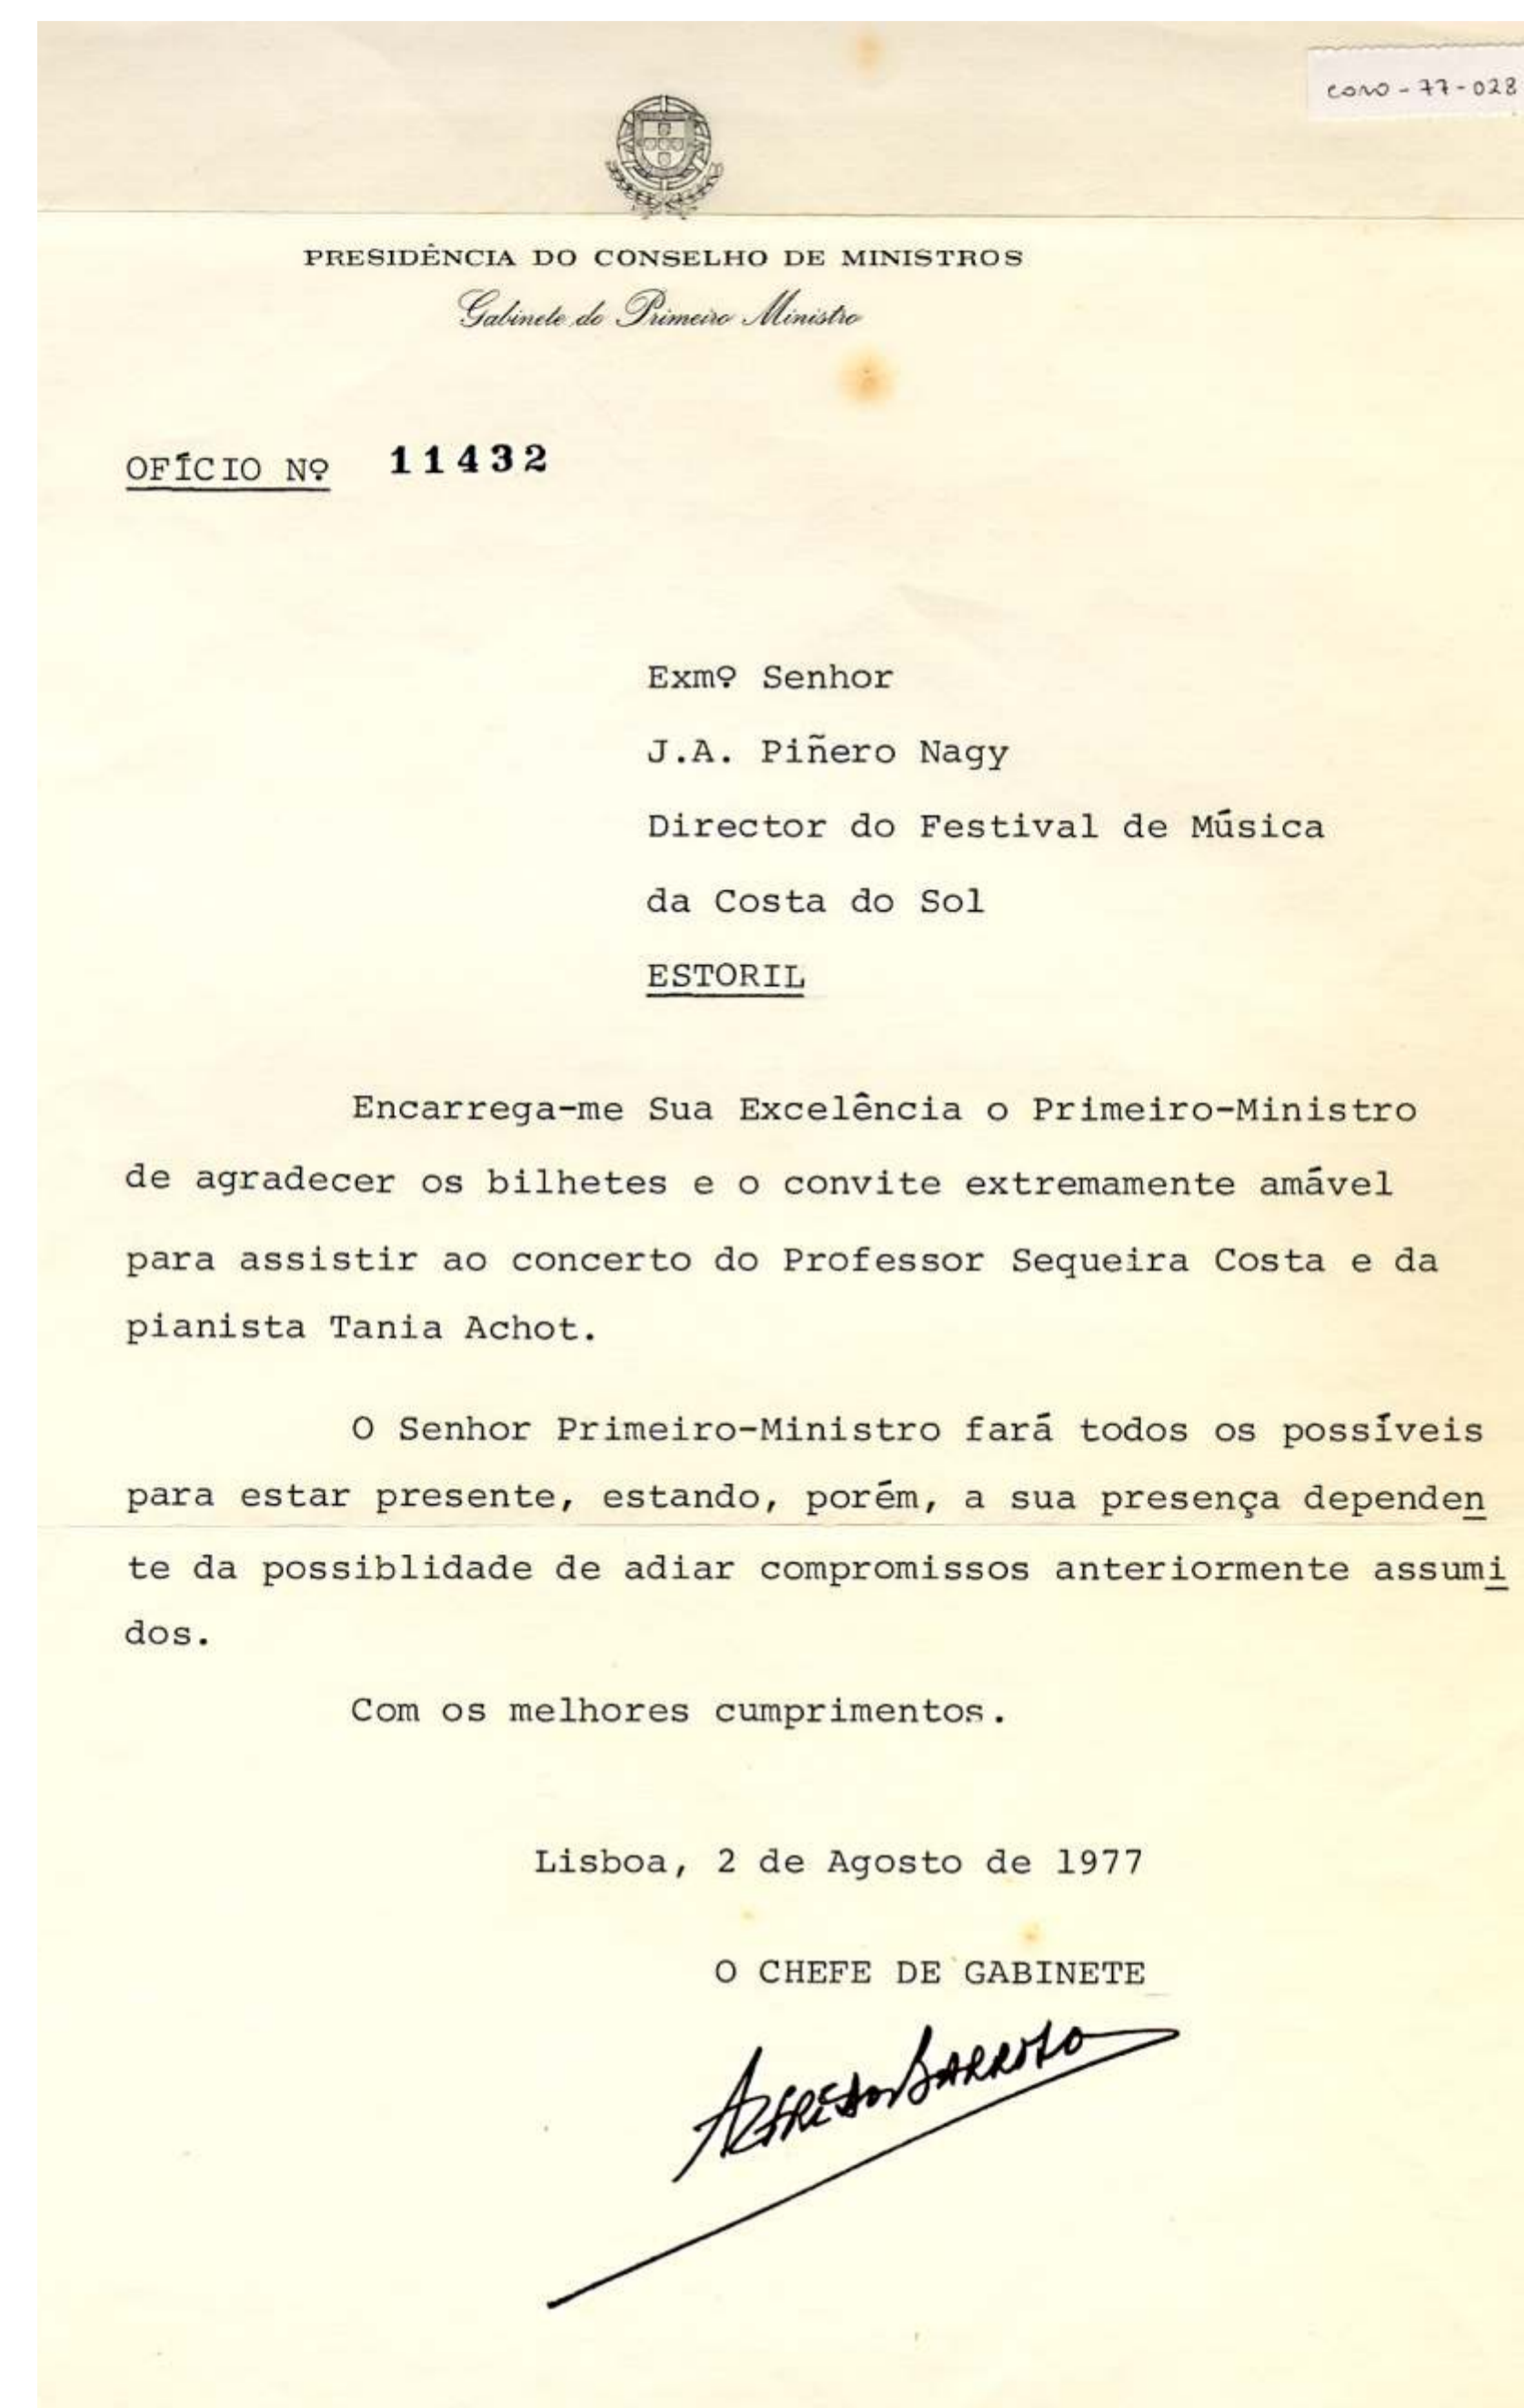 cono-77-028
PRESIDÊNCIA DO CONSELHO DE MINISTROS
Gabinete do Primeiro Ministro
OFÍCIO Nº 11432
Exmº Senhor
J.A. Piñero Nagy
Director do Festival de Música
da Costa do Sol
ESTORIL
Encarrega-me Sua Excelência o Primeiro-Ministro
de agradecer os bilhetes e o convite extremamente amável
para assistir ao concerto do Professor Sequeira Costa e da
pianista Tania Achot.
O Senhor Primeiro-Ministro fará todos os possíveis
para estar presente, estando, porém, a sua presença dependen
te da possiblidade de adiar compromissos anteriormente assumi
dos.
Com os melhores cumprimentos.
Lisboa, 2 de Agosto de 1977
O CHEFE DE GABINETE
Alfredo Barroso